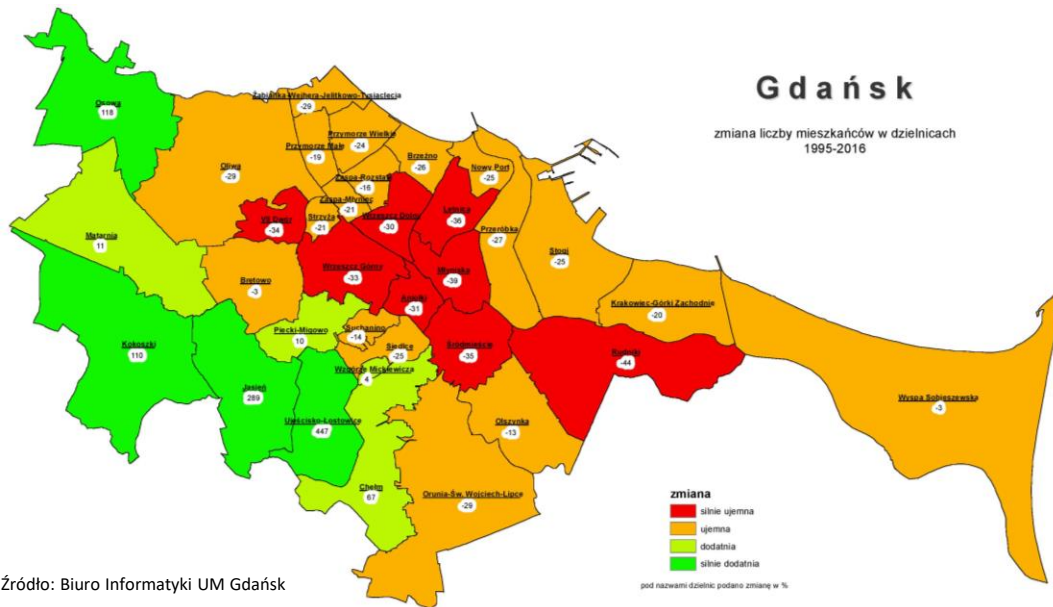 Gdańsk
zmiana liczby mieszkańców w dzielnicach
1995-2016
Osowa
118
Żabianka-Wejhera-Jelitkowo-Tysiąclecia
-29
Przymorze Wielkie
-24
Przymorze Małe
-19
Oliwa
-29
Brzeźno
-26
Nowy Port
-25
Zaspa-Rozstaje
-16
Zaspa-Młyniec
-21
Strzyża
-21
VII Dwór
-34
Wrzeszcz Dolny
-30
Letnica
-36
Przeróbka
-27
Stogi
-25
Matarnia
11
Brętowo
-3
Wrzeszcz Górny
-33
Młyniska
-39
Aniołki
-31
Krakowiec-Górki Zachodnie
-20
Piecki-Migowo
10
Suchanino
-14
Siedlce
-25
Śródmieście
-35
Rudniki
-44
Kokoszki
110
Wzgórze Mickiewicza
4
Jasień
289
Ujeścisko-Łostowice
447
Olszynka
-13
Wyspa Sobieszewska
-3
Chełm
67
Orunia-Św. Wojciech-Lipce
-29
zmiana
silnie ujemna
ujemna
dodatnia
silnie dodatnia
pod nazwami dzielnic podano zmianę w %
Źródło: Biuro Informatyki UM Gdańsk